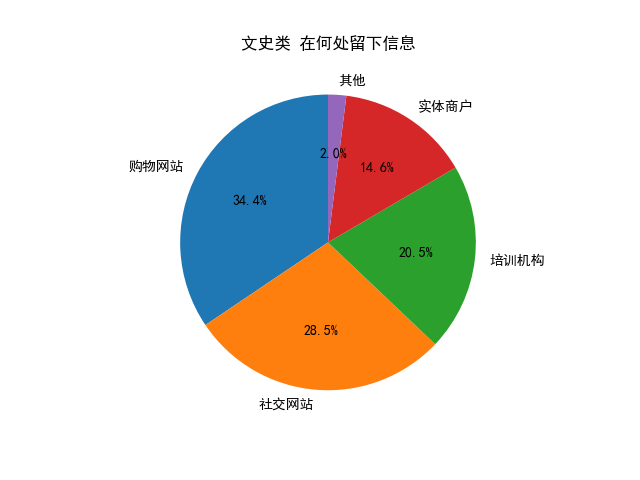 文史类 在何处留下信息
其他
实体商户
购物网站
2.0%
14.6%
34.4%
20.5%
培训机构
28.5%
社交网站